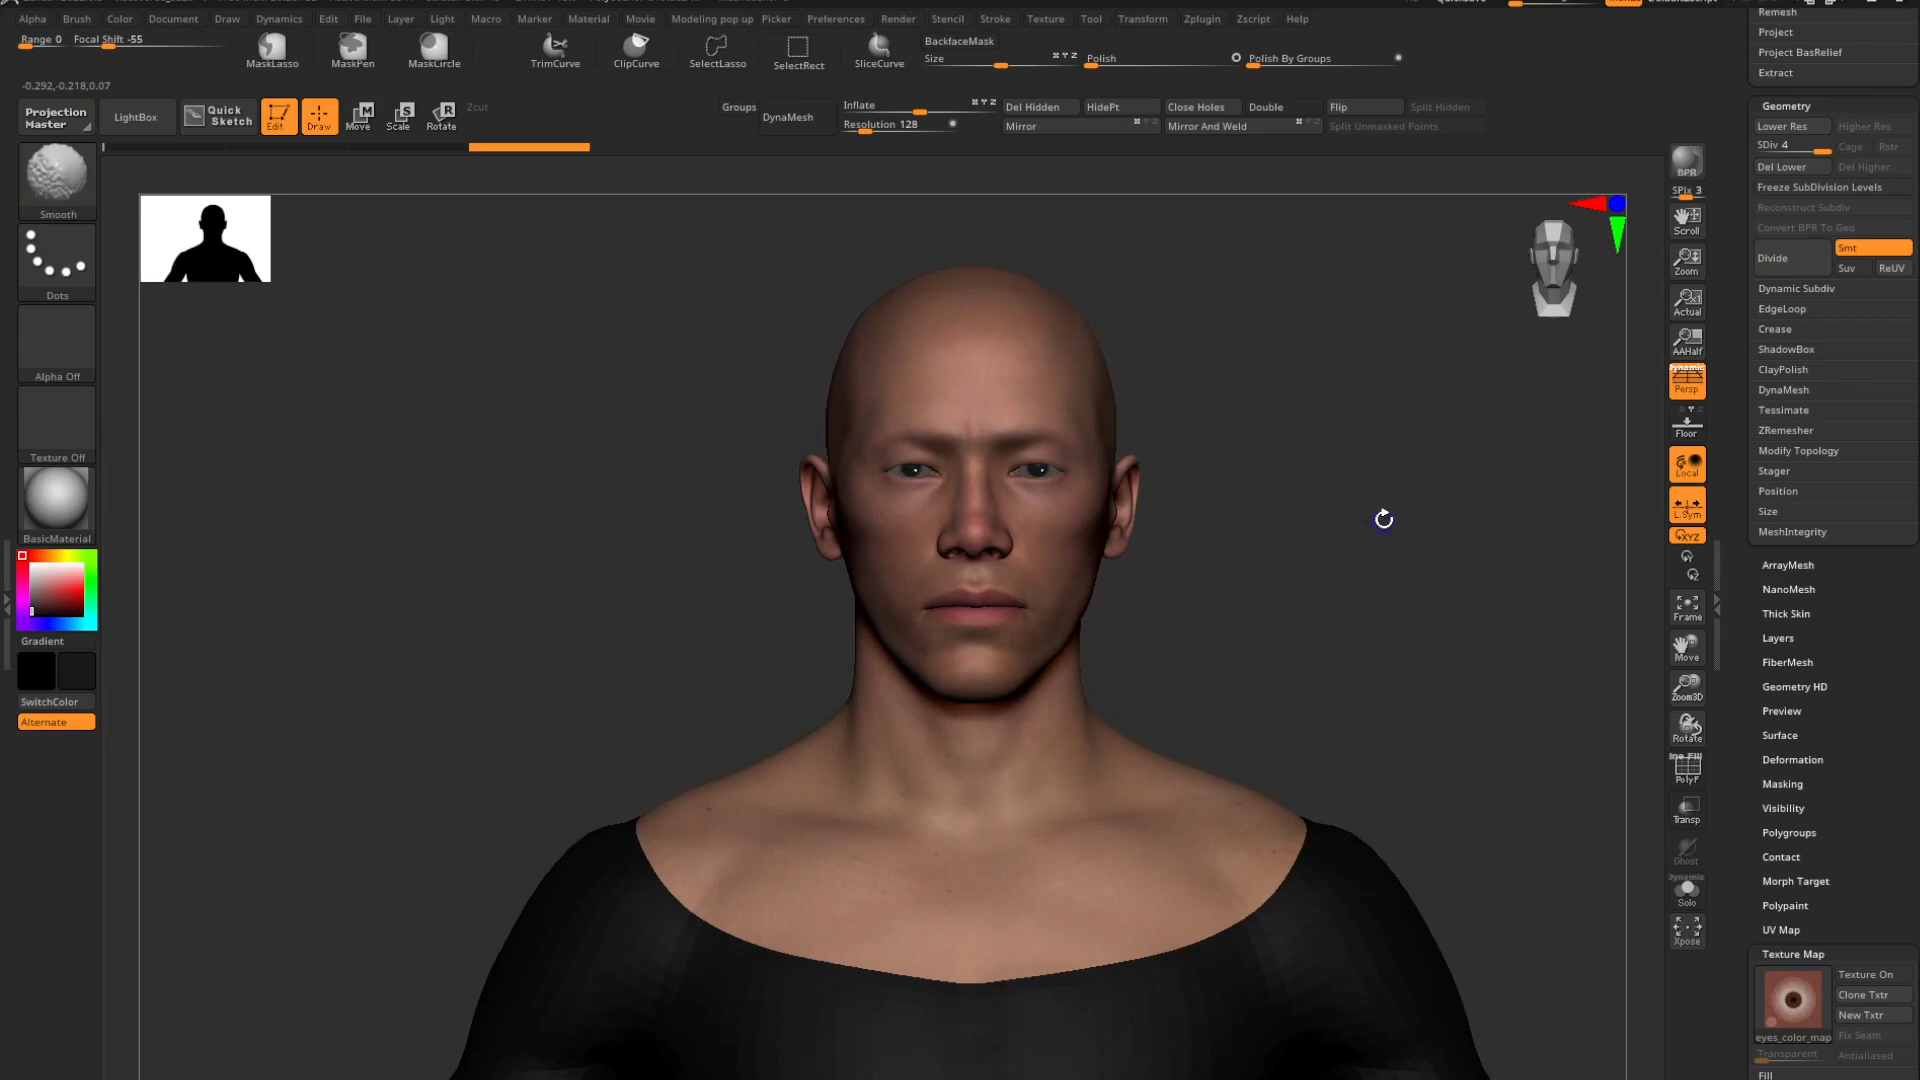 Alpha Brush Color Document Draw Dynamics Edit File Layer Light Macro Marker Material Movie Modeling pop up Picker Preferences Render Stencil Stroke Texture Tool Transform Zplugin Zscript Help
Range 0 Focal Shift -55
MaskLasso MaskPen MaskCircle TrimCurve ClipCurve SelectLasso SelectRect SliceCurve
BackfaceMask
Size Polish Polish By Groups
-0.292,-0.218,0.07
Projection Master
LightBox
Quick Sketch
Edit Draw Move Scale Rotate
Zcut
Groups
DynaMesh
Inflate
Resolution 128
Del Hidden HidePt Close Holes Double Flip Split Hidden
Mirror Mirror And Weld Split Unmasked Points
Smooth
Dots
Alpha Off
Texture Off
BasicMaterial
Gradient
SwitchColor
Alternate
BPR
SPix 3
Scroll
Zoom
Actual
AAHalf
Dynamic
Persp
Floor
Local
L.Sym
XYZ
Frame
Move
Zoom3D
Rotate
Line Fill
PolyF
Transp
Ghost
Dynamic
Solo
Xpose
Remesh
Project
Project BasRelief
Extract
Geometry
Lower Res Higher Res
SDiv 4 Cage Rstr
Del Lower Del Higher
Freeze SubDivision Levels
Reconstruct Subdiv
Convert BPR To Geo
Divide Smt
Suv ReUV
Dynamic Subdiv
EdgeLoop
Crease
ShadowBox
ClayPolish
DynaMesh
Tessimate
ZRemesher
Modify Topology
Stager
Position
Size
MeshIntegrity
ArrayMesh
NanoMesh
Thick Skin
Layers
FiberMesh
Geometry HD
Preview
Surface
Deformation
Masking
Visibility
Polygroups
Contact
Morph Target
Polypaint
UV Map
Texture Map
Texture On
Clone Txtr
New Txtr
eyes_color_map Fix Seam
Transparent Antialiased
Fill